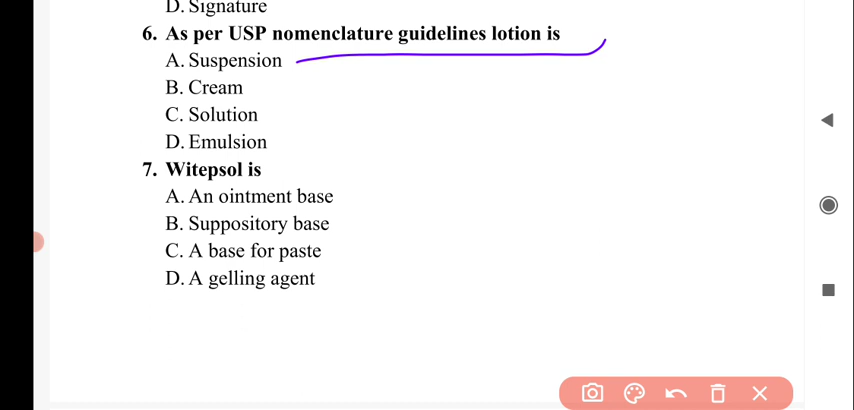 D. Signature
6. As per USP nomenclature guidelines lotion is
A. Suspension
B. Cream
C. Solution
D. Emulsion
7. Witepsol is
A. An ointment base
B. Suppository base
C. A base for paste
D. A gelling agent